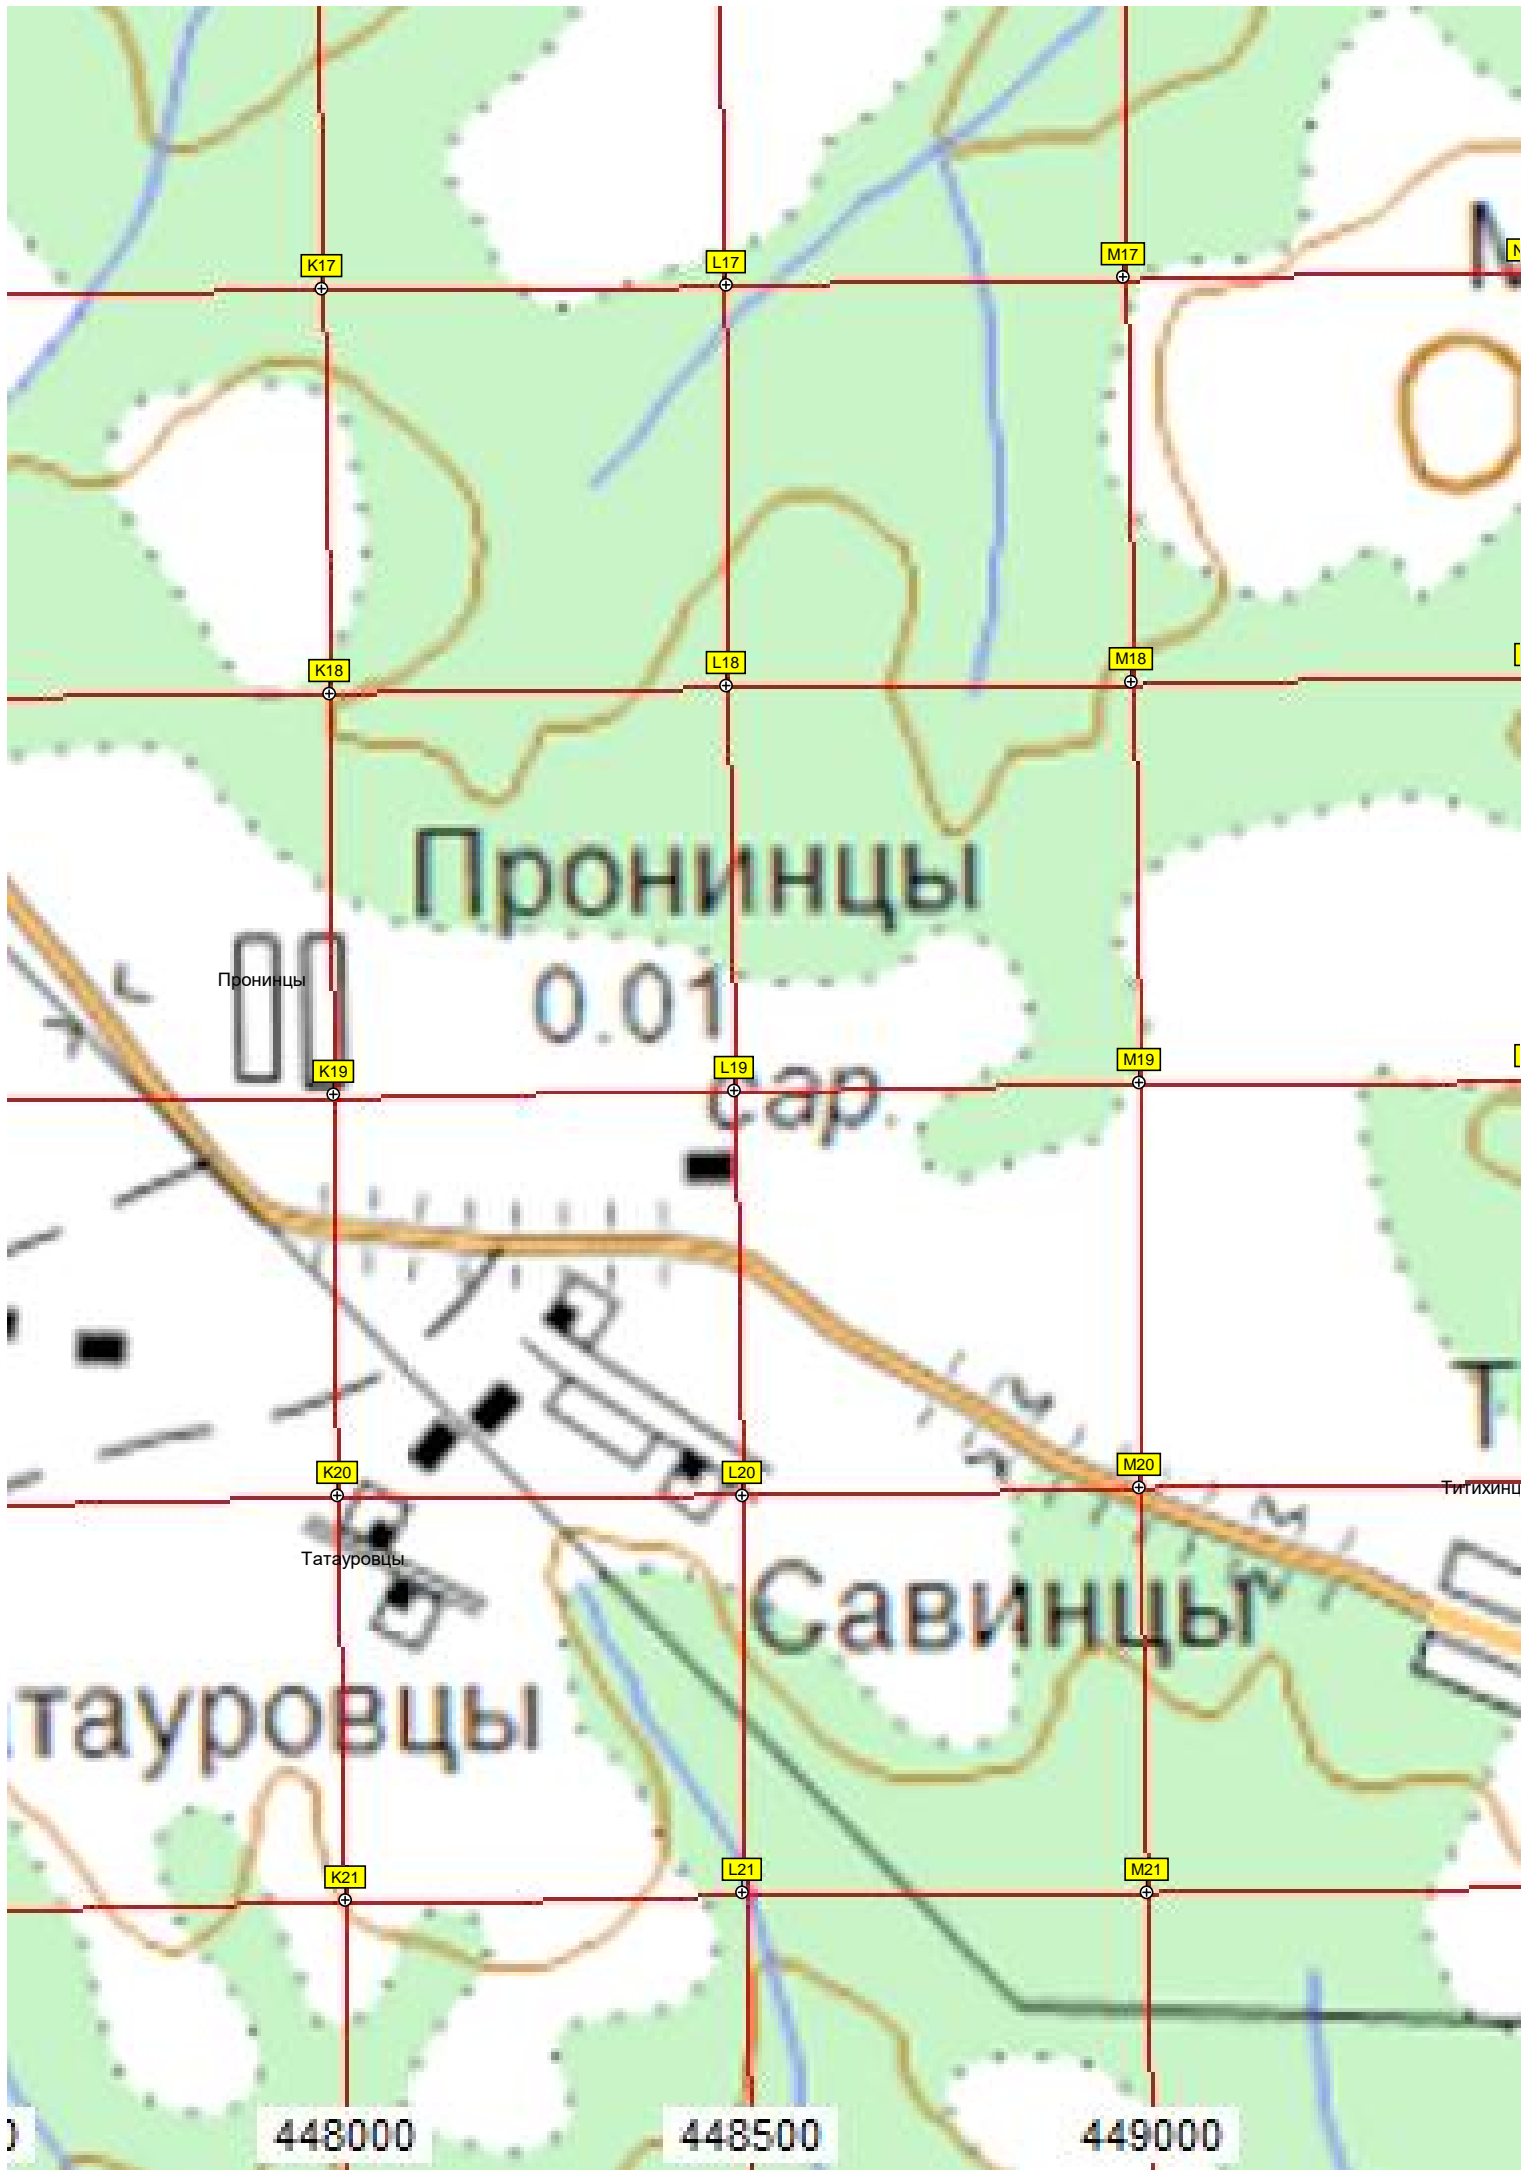 M17
L17
K17
M18
L18
K18
Пронинцы
0.01
Пронинцы
M19
L19
K19
сар.
M20
L20
K20
Татауровцы
Савинцы
тауровцы
M21
L21
K21
448000
448500
449000